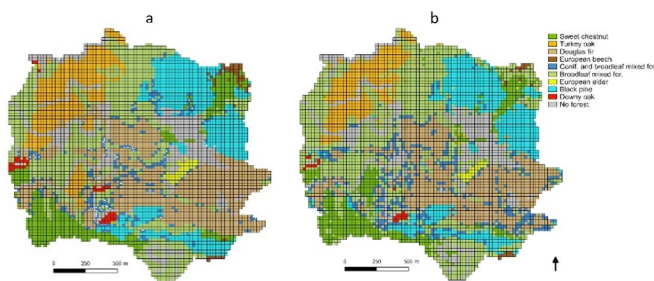 a
b
Sweet chestnut
Turkey oak
Douglas fir
European beech
Conif. and broadleaf mixed for.
Broadleaf mixed for.
European alder
Black pine
Downy oak
No forest
0 250 500 m
0 250 500 m